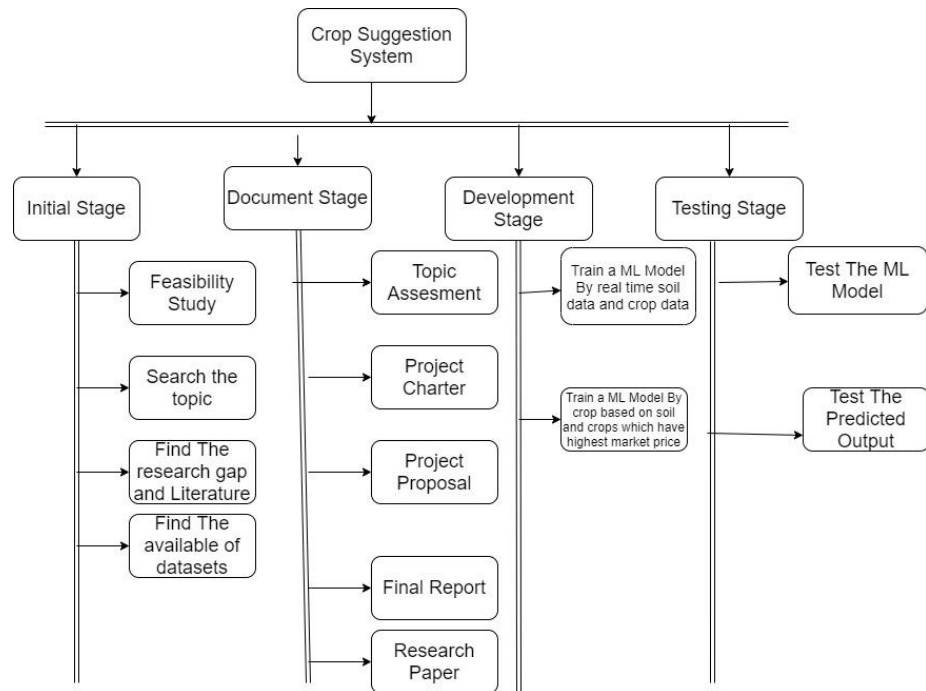 Crop Suggestion
System
Initial Stage
Document Stage
Development
Stage
Testing Stage
Feasibility
Study
Search the
topic
Find The
research gap
and Literature
Find The
available of
datasets
Topic
Assesment
Project
Charter
Project
Proposal
Final Report
Research
Paper
Train a ML Model
By real time soil
data and crop data
Train a ML Model By
crop based on soil
and crops which have
highest market price
Test The ML
Model
Test The
Predicted
Output